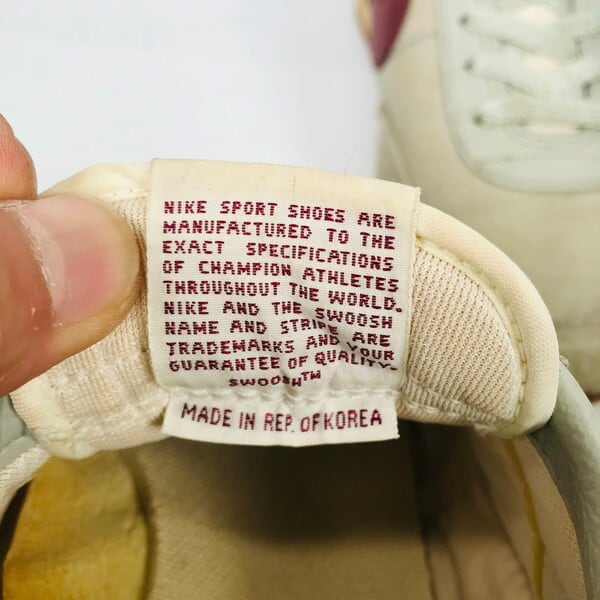 NIKE SPORT SHOES ARE
MANUFACTURED TO THE
EXACT SPECIFICATIONS
OF CHAMPION ATHLETES
THROUGHOUT THE WORLD.
NIKE AND THE SWOOSH
NAME AND STRIPE ARE
TRADEMARKS AND YOUR
GUARANTEE OF QUALITY.
SWOOSH™
MADE IN REP. OF KOREA